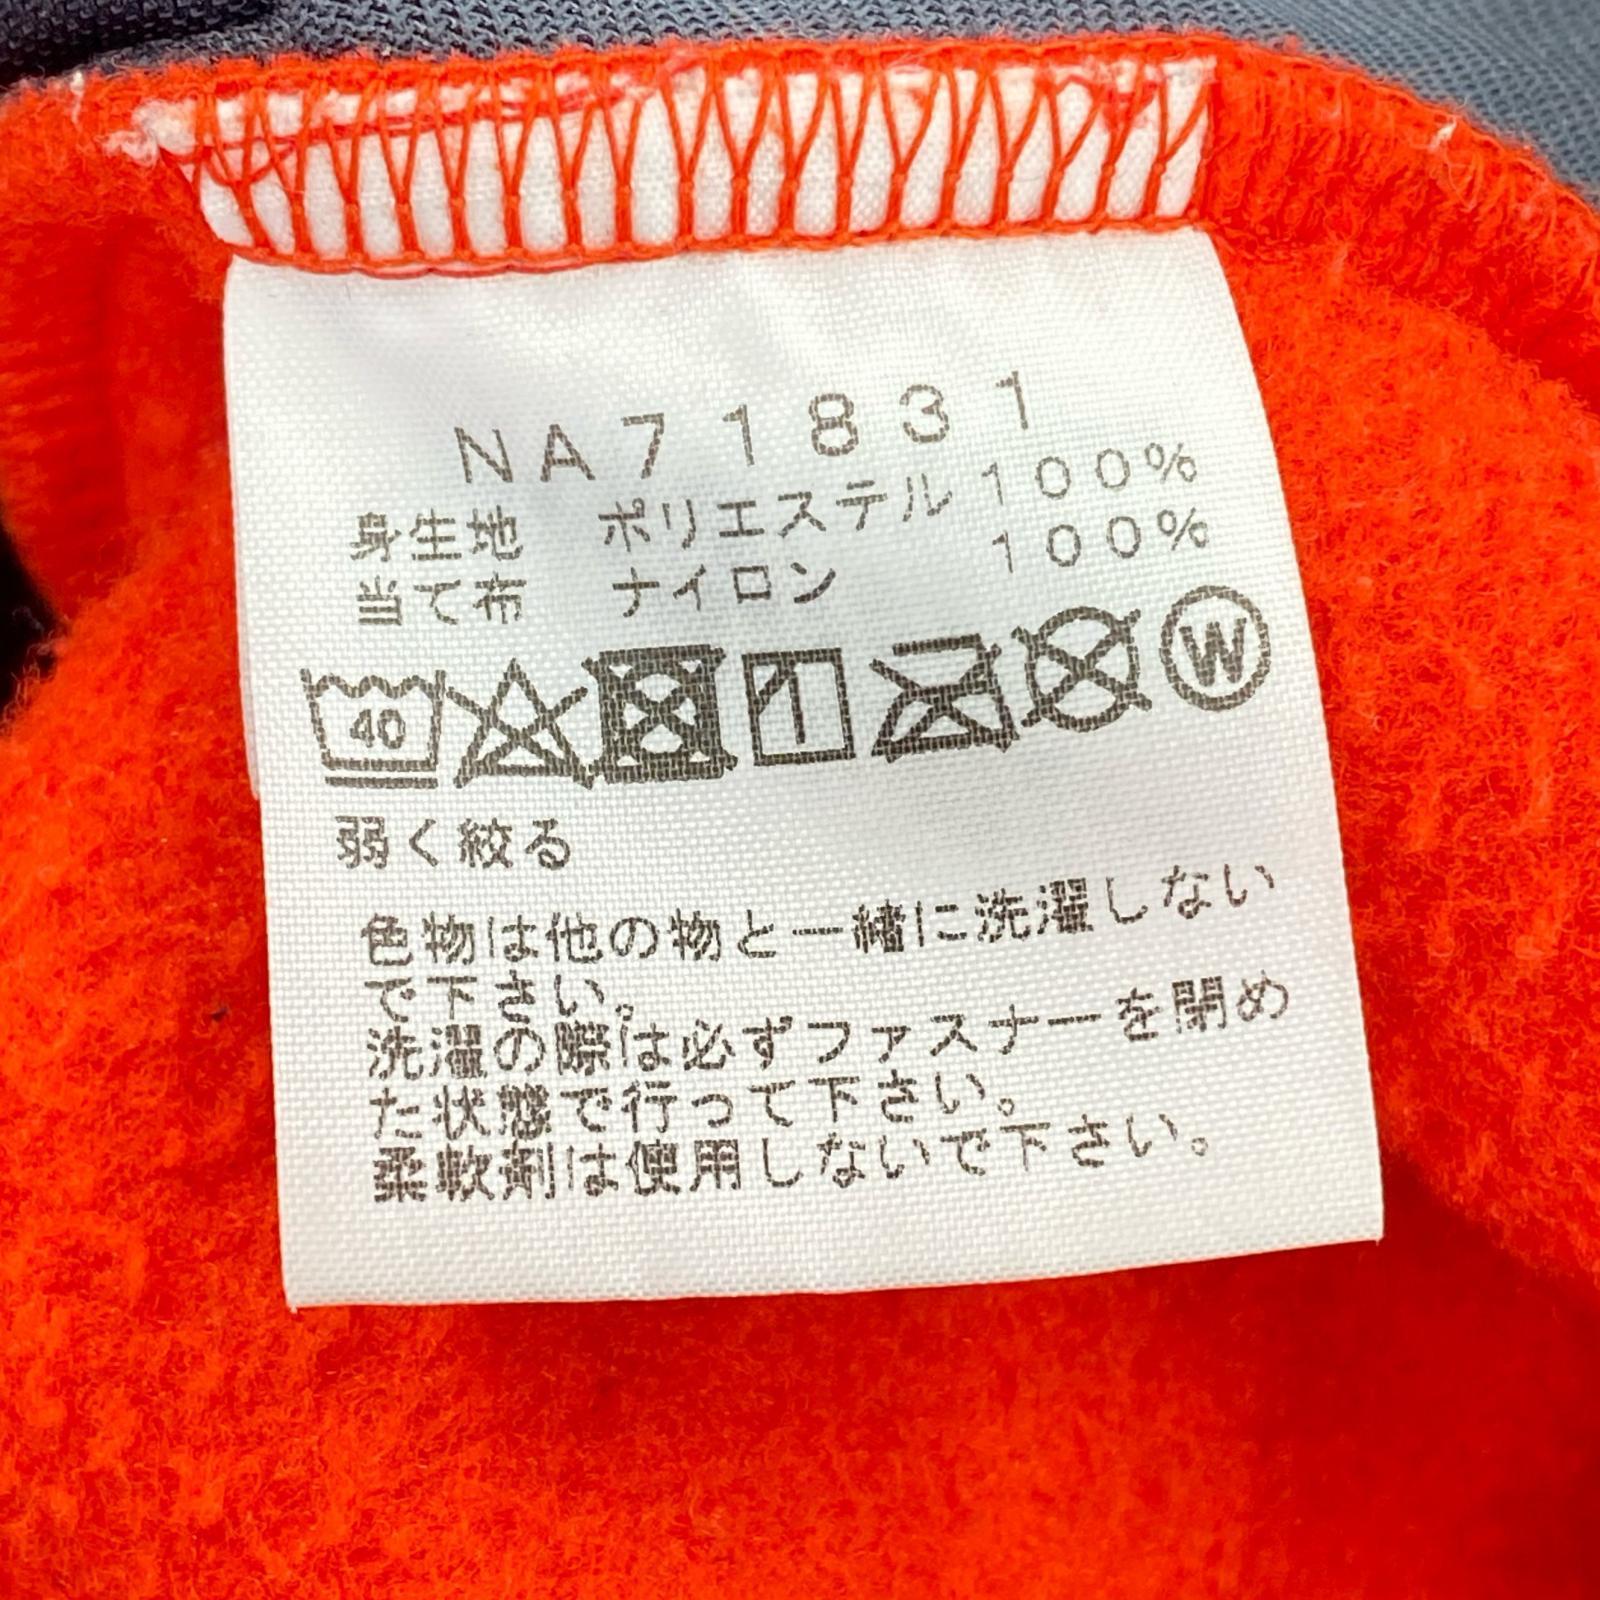 NA71831
身生地 ポリエステル 100%
当て布 ナイロン 100%
40 W
弱く絞る
色物は他の物と一緒に洗濯しない
で下さい。
洗濯の際は必ずファスナーを閉め
た状態で行って下さい。
柔軟剤は使用しないで下さい。